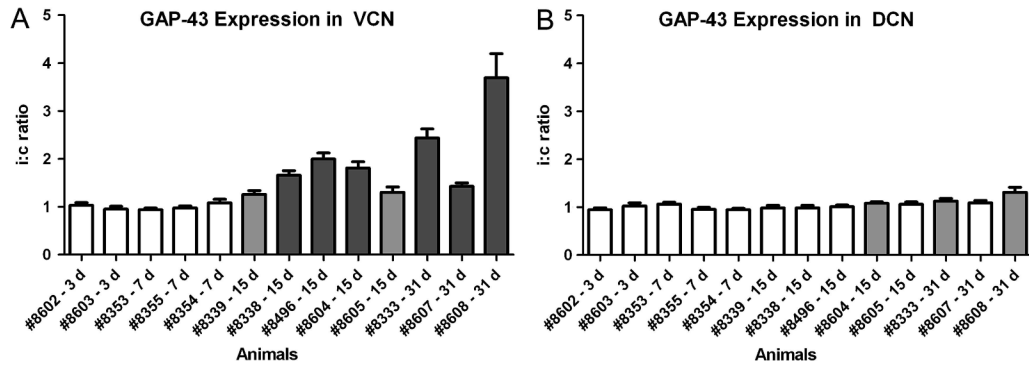 A
GAP-43 Expression in VCN
5
4
3
2
1
0
i:c ratio
#8602 - 3 d
#8603 - 3 d
#8353 - 7 d
#8355 - 7 d
#8354 - 7 d
#8339 - 15 d
#8338 - 15 d
#8496 - 15 d
#8604 - 15 d
#8605 - 15 d
#8333 - 31 d
#8607 - 31 d
#8608 - 31 d
Animals
B
GAP-43 Expression in DCN
5
4
3
2
1
0
i:c ratio
#8602 - 3 d
#8603 - 3 d
#8353 - 7 d
#8355 - 7 d
#8354 - 7 d
#8339 - 15 d
#8338 - 15 d
#8496 - 15 d
#8604 - 15 d
#8605 - 15 d
#8333 - 31 d
#8607 - 31 d
#8608 - 31 d
Animals